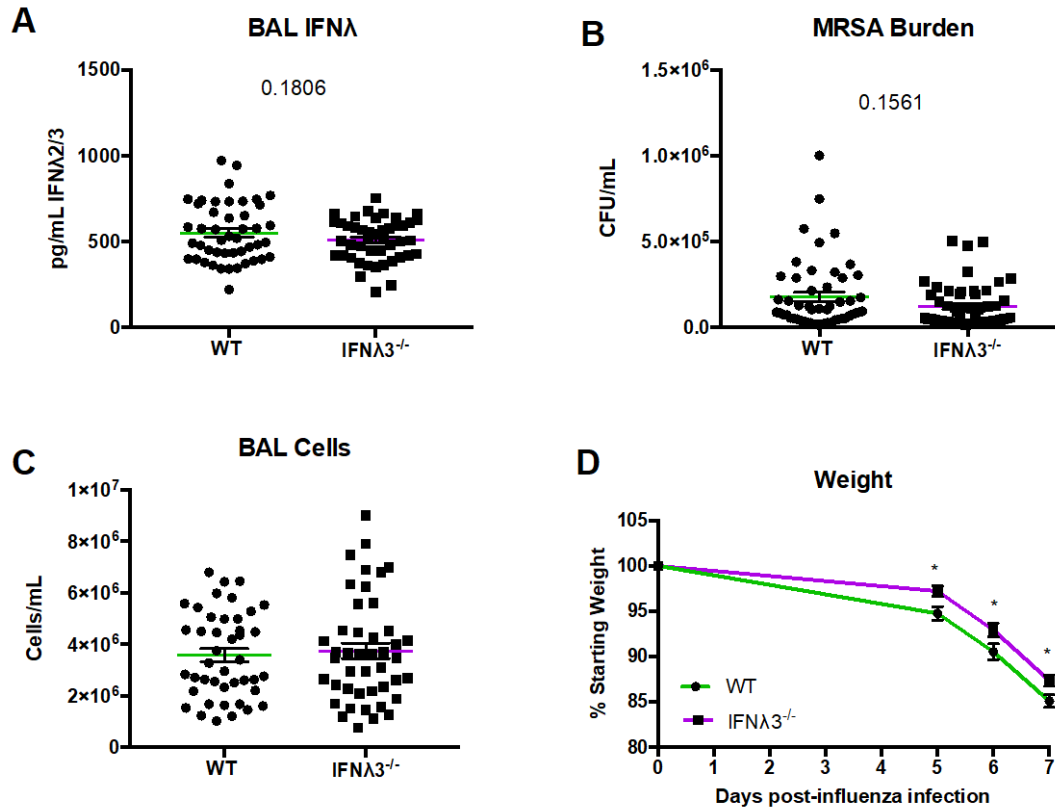 A
BAL IFNλ
1500
1000
500
0
pg/mL IFNλ2/3
0.1806
WT
IFNλ3-/-
B
MRSA Burden
1.5×10⁶
1.0×10⁶
5.0×10⁵
0.0
CFU/mL
0.1561
WT
IFNλ3-/-
C
BAL Cells
1×10⁷
8×10⁶
6×10⁶
4×10⁶
2×10⁶
0
Cells/mL
WT
IFNλ3-/-
D
Weight
105
100
95
90
85
80
% Starting Weight
*
*
*
WT
IFNλ3-/-
0 1 2 3 4 5 6 7
Days post-influenza infection